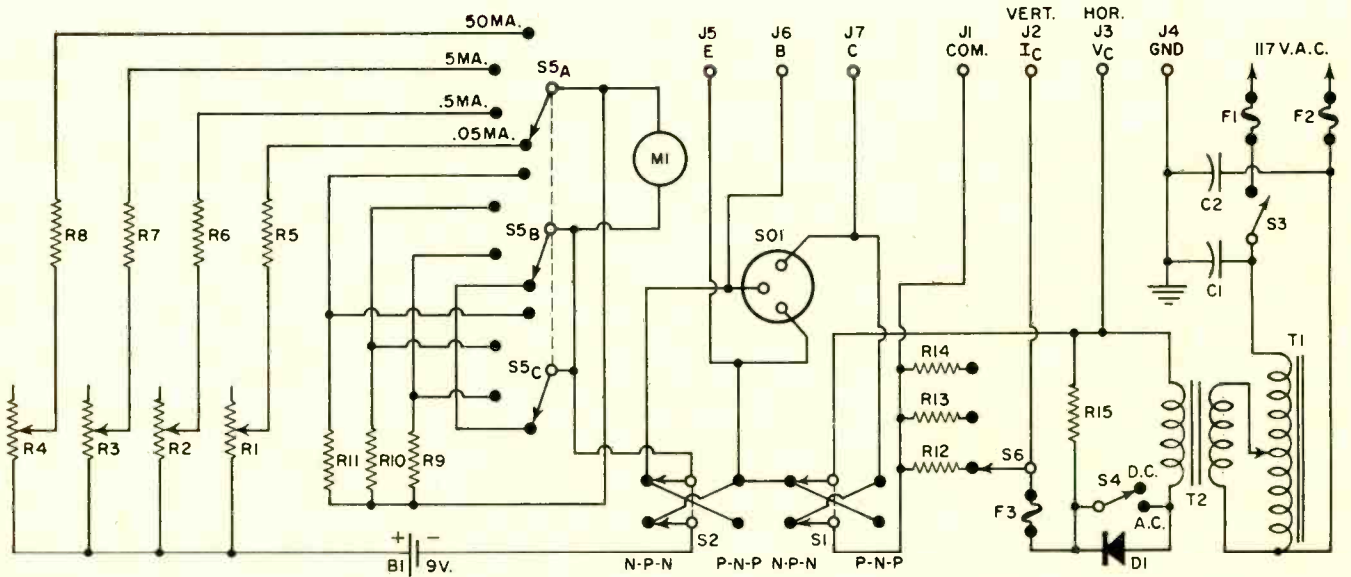 50MA.
5MA.
.5MA.
.05MA.
S5A
S5B
S5C
M1
R8
R7
R6
R5
R4
R3
R2
R1
R11
R10
R9
+ −
B1 9V.
J5
E
J6
B
J7
C
J1
COM.
VERT.
J2
IC
HOR.
J3
VC
J4
GND
117 V.A.C.
F1
F2
C2
S3
C1
SO1
R14
R13
R12
S6
F3
R15
S4
D.C.
A.C.
D1
T2
T1
S2
S1
N-P-N
P-N-P
N-P-N
P-N-P